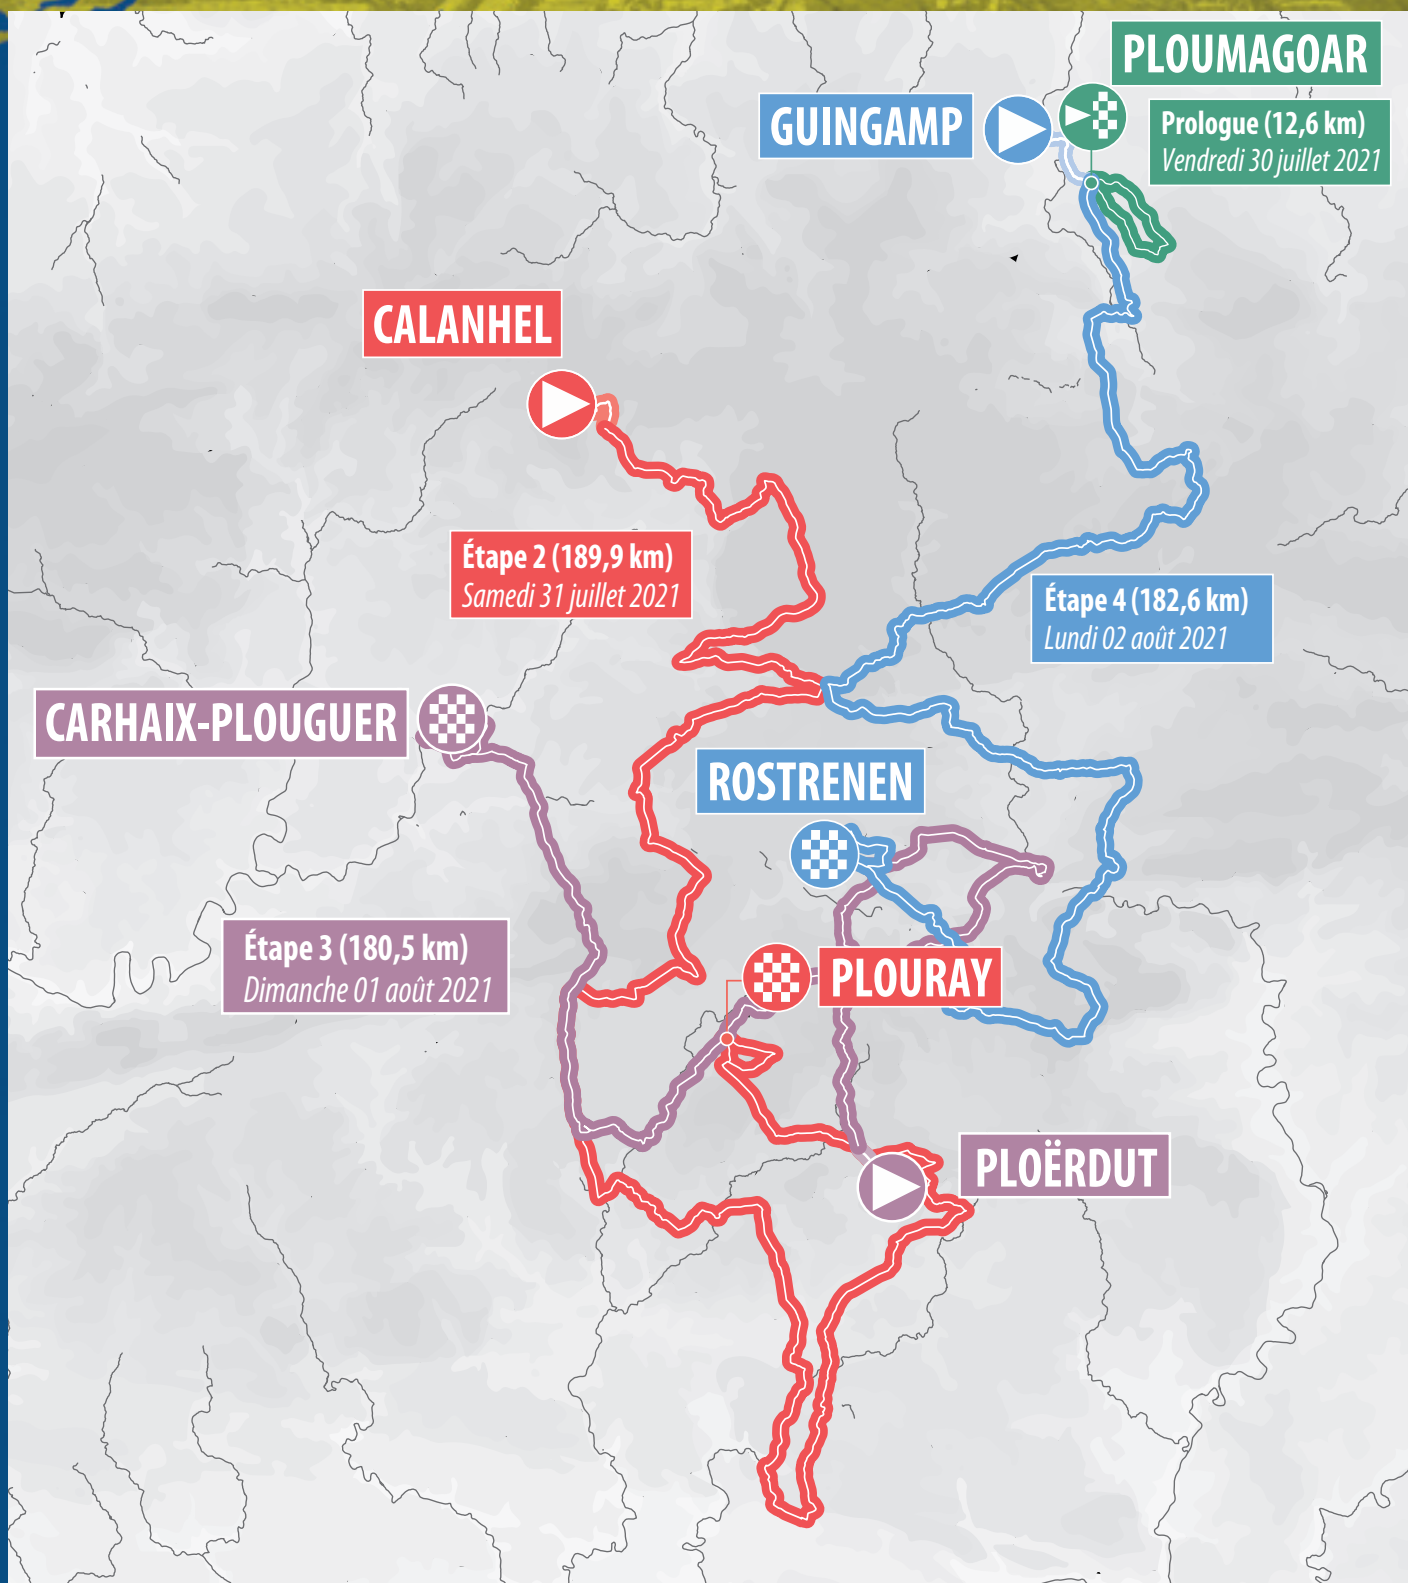 PLOUMAGOAR
GUINGAMP
Prologue (12,6 km)
Vendredi 30 juillet 2021
CALANHEL
Étape 2 (189,9 km)
Samedi 31 juillet 2021
Étape 4 (182,6 km)
Lundi 02 août 2021
CARHAIX-PLOUGUER
ROSTRENEN
Étape 3 (180,5 km)
Dimanche 01 août 2021
PLOURAY
PLOËRDUT